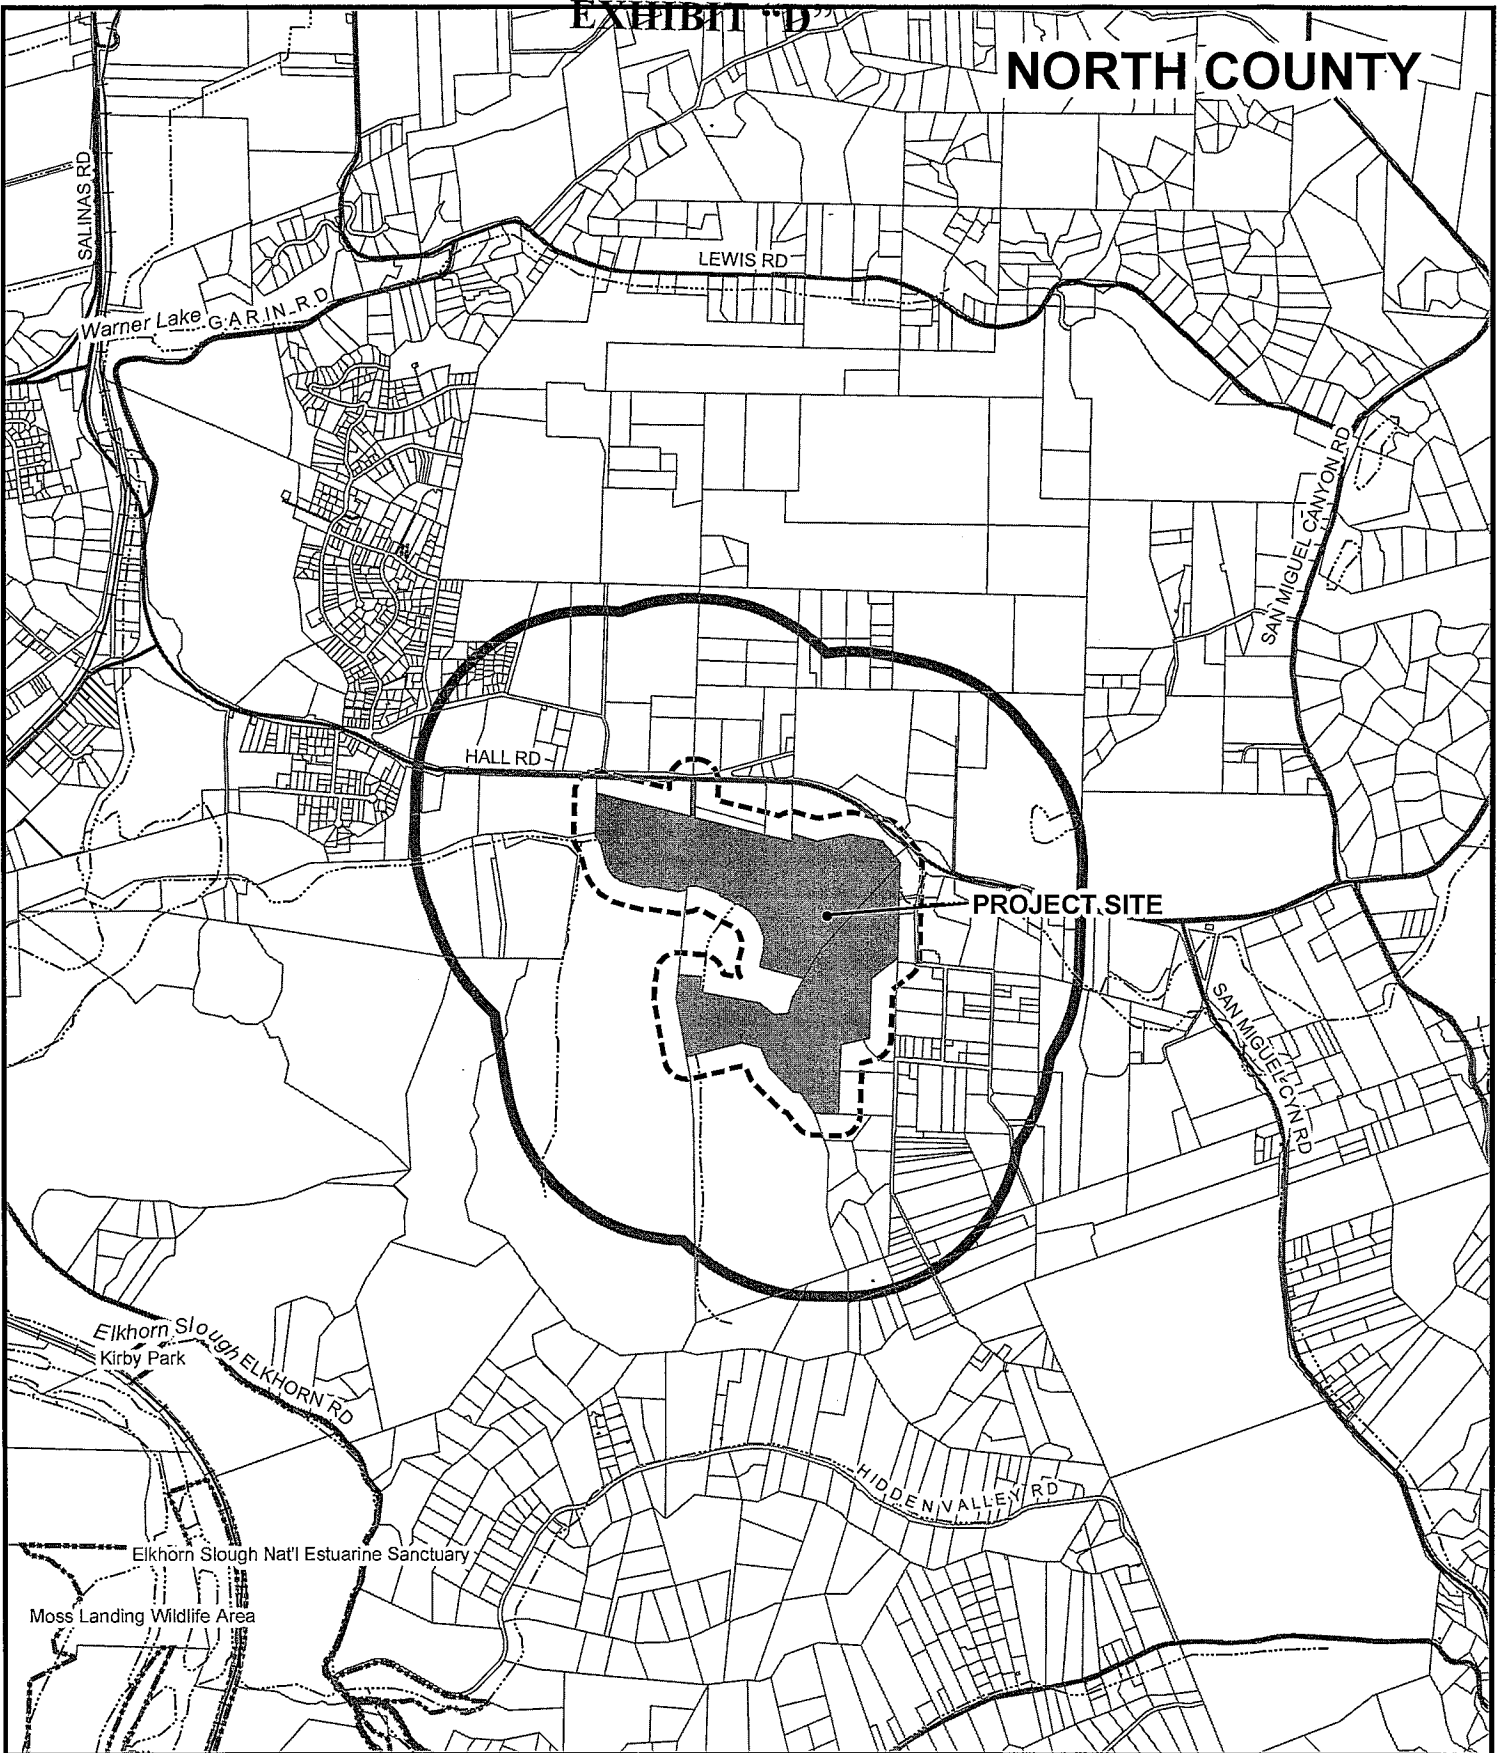 EXHIBIT “D”
NORTH COUNTY
SALINAS RD
LEWIS RD
Warner Lake
GARIN RD
SAN MIGUEL CANYON RD
HALL RD
PROJECT SITE
SAN MIGUEL CYN RD
Elkhorn Slough
Kirby Park
ELKHORN RD
HIDDEN VALLEY RD
Elkhorn Slough Nat'l Estuarine Sanctuary
Moss Landing Wildlife Area